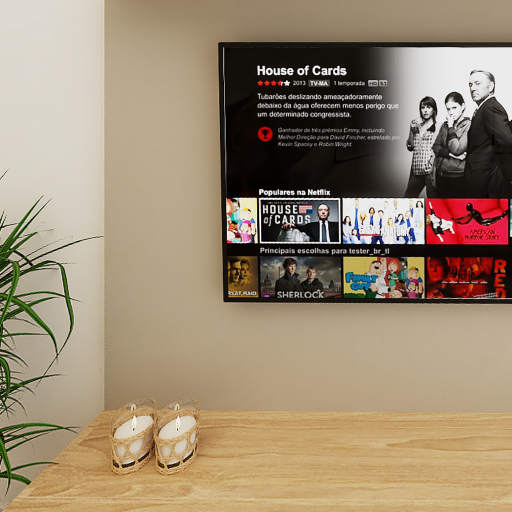 House of Cards
2013 TV-MA 1 temporada HD 5.1
Tubarões deslizando ameaçadoramente
debaixo da água oferecem menos perigo que
um determinado congressista.
Ganhador de três prêmios Emmy, incluindo
Melhor Direção para David Fincher, estrelado por
Kevin Spacey e Robin Wright.
Populares na Netflix
HOUSE
of CARDS
GREY'S ANATOMY
AMERICAN
HORROR STORY
Principais escolhas para tester_br_tl
SHERLOCK
FAMILY
GUY
RED